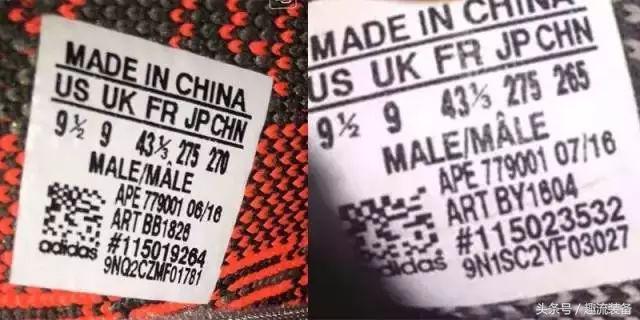 MADE IN CHINA
US UK FR JP CHN
9½ 9 43⅓ 275 270
MALE/MÂLE
APE 779001 06/16
ART BB1826
#115019264
9NQ2CZMF01781
adidas
MADE IN CHINA
US UK FR JP CHN
9½ 9 43⅓ 275 265
MALE/MÂLE
APE 779001 07/16
ART BY1604
#115023532
9N1SC2YF03027
adidas
头条号 / 趣流装备